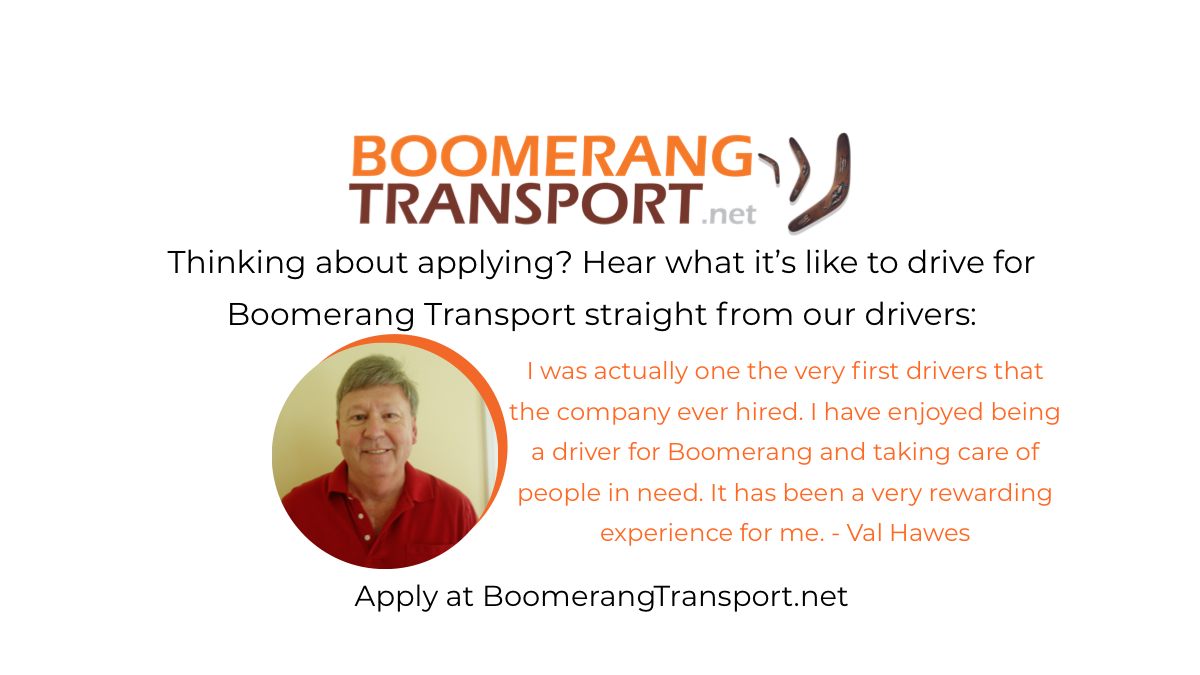 BOOMERANG
TRANSPORT.net
Thinking about applying? Hear what it’s like to drive for
Boomerang Transport straight from our drivers:
I was actually one the very first drivers that
the company ever hired. I have enjoyed being
a driver for Boomerang and taking care of
people in need. It has been a very rewarding
experience for me. - Val Hawes
Apply at BoomerangTransport.net